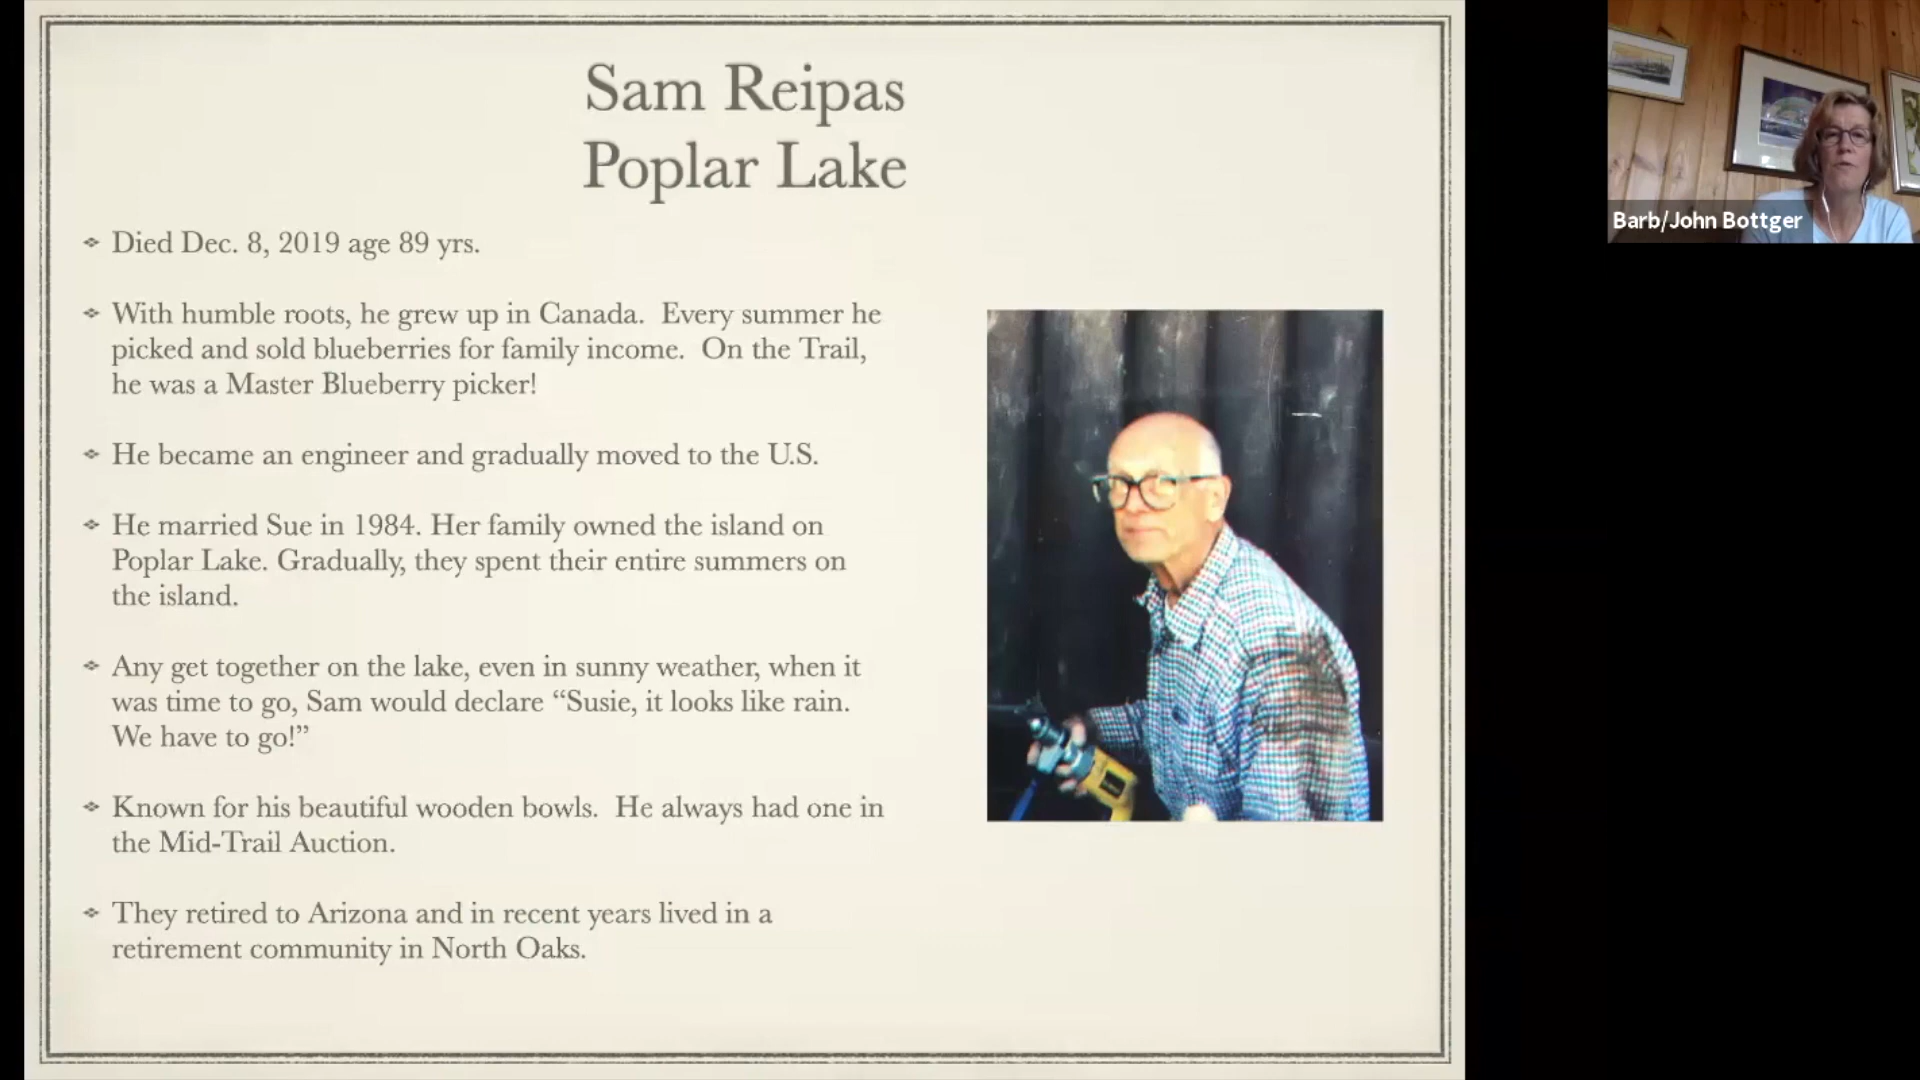 Sam Reipas
Poplar Lake
Died Dec. 8, 2019 age 89 yrs.
With humble roots, he grew up in Canada.  Every summer he
picked and sold blueberries for family income.  On the Trail,
he was a Master Blueberry picker!
He became an engineer and gradually moved to the U.S.
He married Sue in 1984. Her family owned the island on
Poplar Lake. Gradually, they spent their entire summers on
the island.
Any get together on the lake, even in sunny weather, when it
was time to go, Sam would declare “Susie, it looks like rain.
We have to go!”
Known for his beautiful wooden bowls.  He always had one in
the Mid-Trail Auction.
They retired to Arizona and in recent years lived in a
retirement community in North Oaks.
Barb/John Bottger